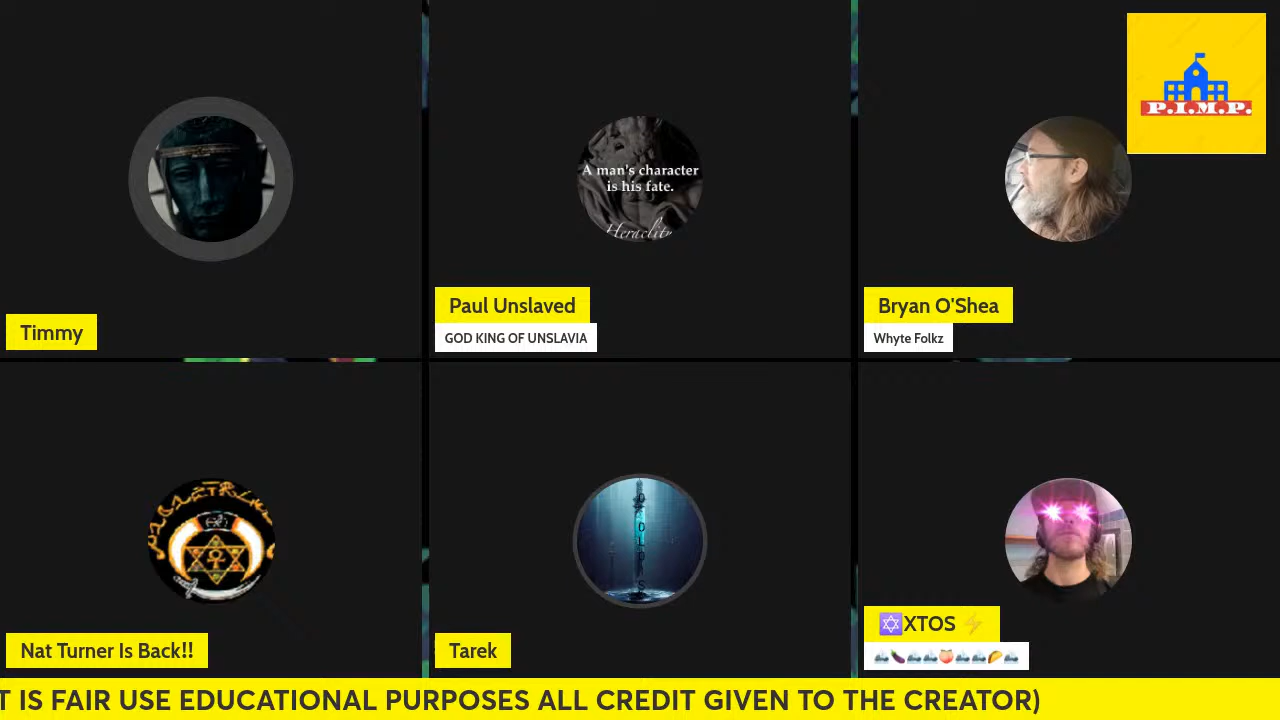 P.I.M.P.
A man's character
is his fate.
Timmy
Paul Unslaved
GOD KING OF UNSLAVIA
Bryan O'Shea
Whyte Folkz
Nat Turner Is Back!!
Tarek
✡XTOS ⚡
T IS FAIR USE EDUCATIONAL PURPOSES ALL CREDIT GIVEN TO THE CREATOR)